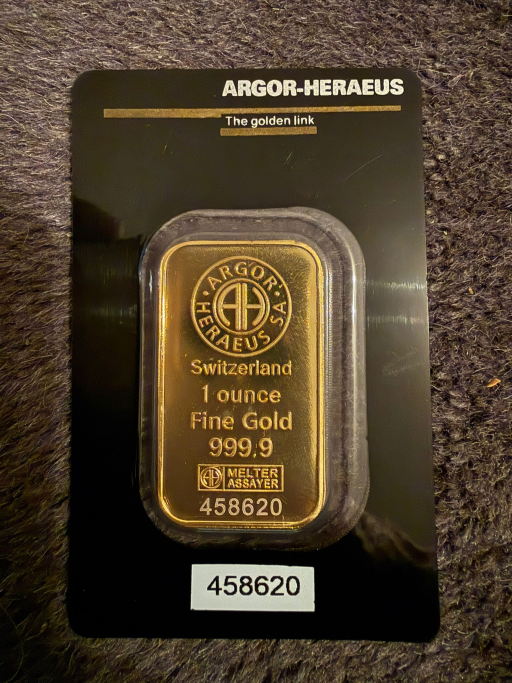 ARGOR-HERAEUS
The golden link
·ARGOR·
HERAEUS SA
Switzerland
1 ounce
Fine Gold
999.9
MELTER
ASSAYER
458620
458620